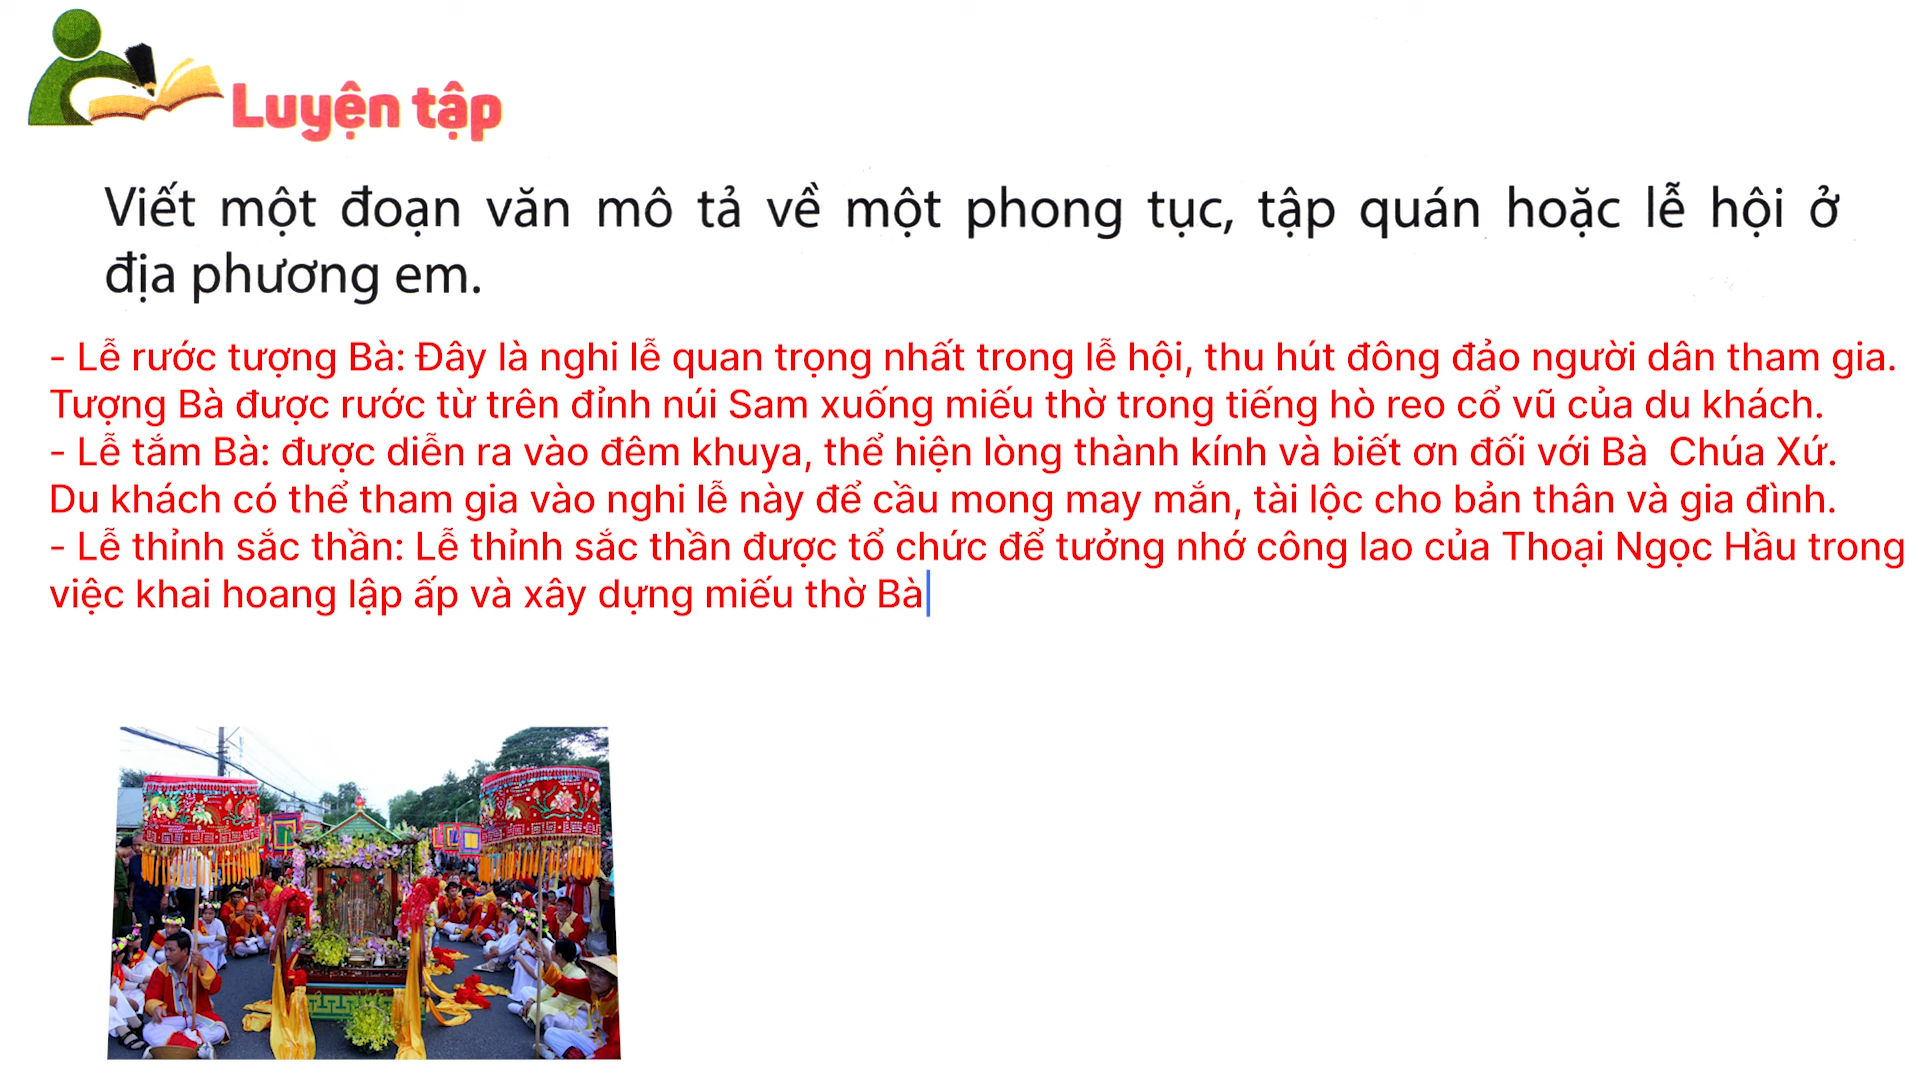 Luyện tập
Viết một đoạn văn mô tả về một phong tục, tập quán hoặc lễ hội ở
địa phương em.
- Lễ rước tượng Bà: Đây là nghi lễ quan trọng nhất trong lễ hội, thu hút đông đảo người dân tham gia.
Tượng Bà được rước từ trên đỉnh núi Sam xuống miếu thờ trong tiếng hò reo cổ vũ của du khách.
- Lễ tắm Bà: được diễn ra vào đêm khuya, thể hiện lòng thành kính và biết ơn đối với Bà  Chúa Xứ.
Du khách có thể tham gia vào nghi lễ này để cầu mong may mắn, tài lộc cho bản thân và gia đình.
- Lễ thỉnh sắc thần: Lễ thỉnh sắc thần được tổ chức để tưởng nhớ công lao của Thoại Ngọc Hầu trong
việc khai hoang lập ấp và xây dựng miếu thờ Bà